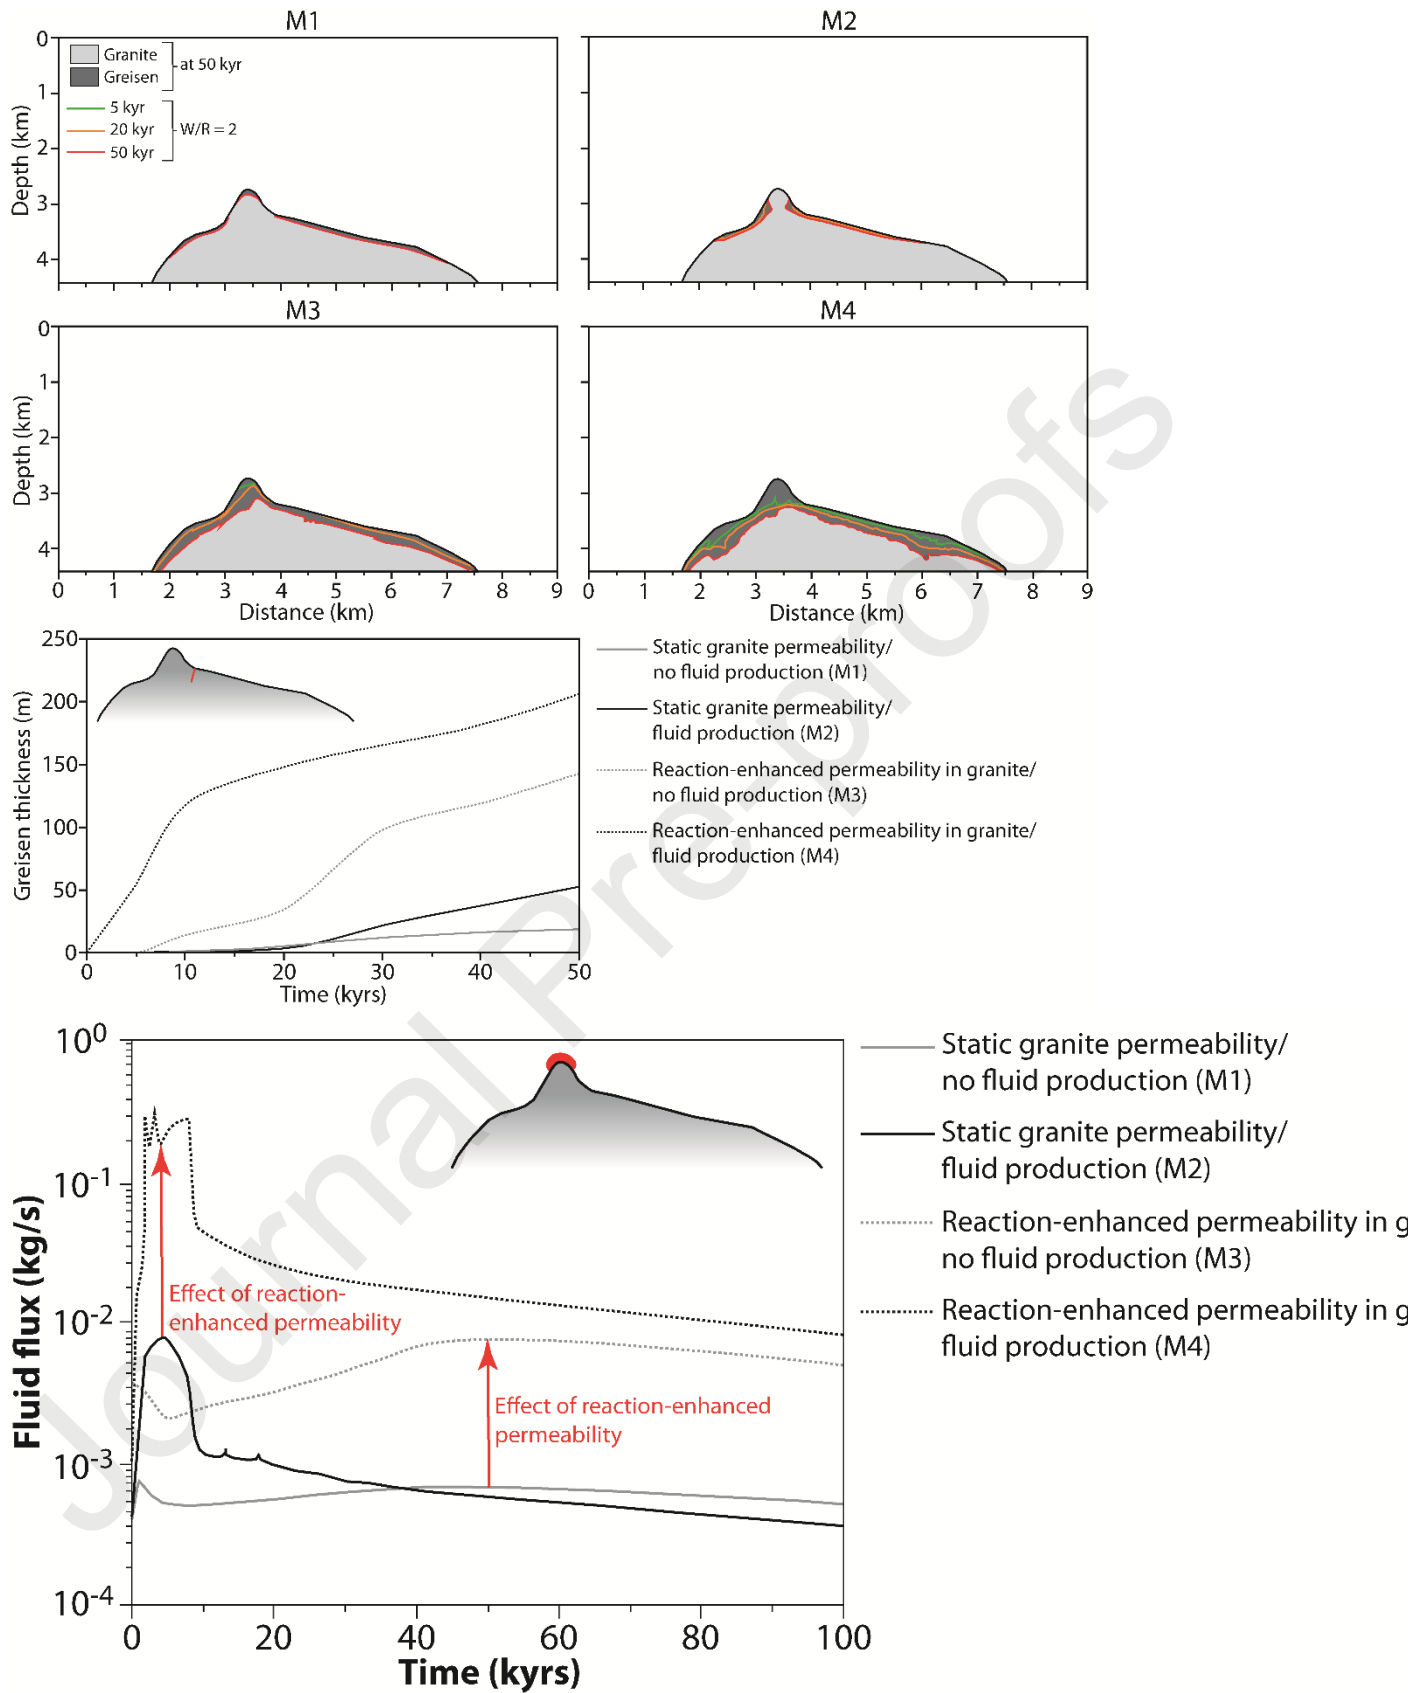 M1
M2
0
1
2
3
4
Depth (km)
Granite
Greisen
at 50 kyr
5 kyr
20 kyr
50 kyr
W/R = 2
M3
M4
0
1
2
3
4
Depth (km)
0 1 2 3 4 5 6 7 8 9
Distance (km)
0 1 2 3 4 5 6 7 8 9
Distance (km)
250
200
150
100
50
0
Greisen thickness (m)
0 10 20 30 40 50
Time (kyrs)
Static granite permeability/
no fluid production (M1)
Static granite permeability/
fluid production (M2)
Reaction-enhanced permeability in granite/
no fluid production (M3)
Reaction-enhanced permeability in granite/
fluid production (M4)
10⁰
10⁻¹
10⁻²
10⁻³
10⁻⁴
Fluid flux (kg/s)
Effect of reaction-
enhanced permeability
Effect of reaction-enhanced
permeability
0 20 40 60 80 100
Time (kyrs)
Static granite permeability/
no fluid production (M1)
Static granite permeability/
fluid production (M2)
Reaction-enhanced permeability in g
no fluid production (M3)
Reaction-enhanced permeability in g
fluid production (M4)
Journal Pre-proofs